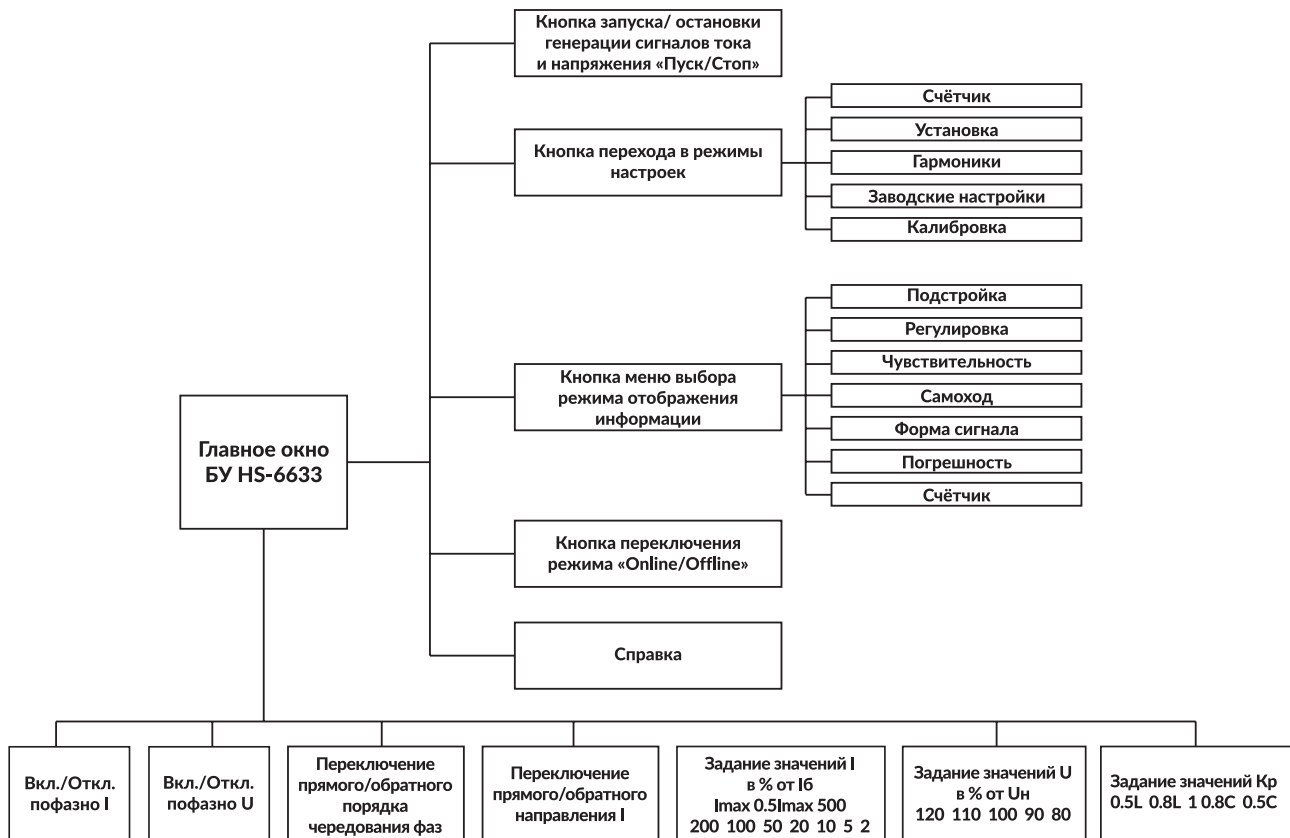 Кнопка запуска/ остановки
генерации сигналов тока
и напряжения «Пуск/Стоп»
Кнопка перехода в режимы
настроек
Счётчик
Установка
Гармоники
Заводские настройки
Калибровка
Кнопка меню выбора
режима отображения
информации
Подстройка
Регулировка
Чувствительность
Самоход
Форма сигнала
Погрешность
Счётчик
Главное окно
БУ HS-6633
Кнопка переключения
режима «Online/Offline»
Справка
Вкл./Откл.
пофазно I
Вкл./Откл.
пофазно U
Переключение
прямого/обратного
порядка
чередования фаз
Переключение
прямого/обратного
направления I
Задание значений I
в % от Iб
Imax 0.5Imax 500
200 100 50 20 10 5 2
Задание значений U
в % от Uн
120 110 100 90 80
Задание значений Кр
0.5L 0.8L 1 0.8C 0.5C